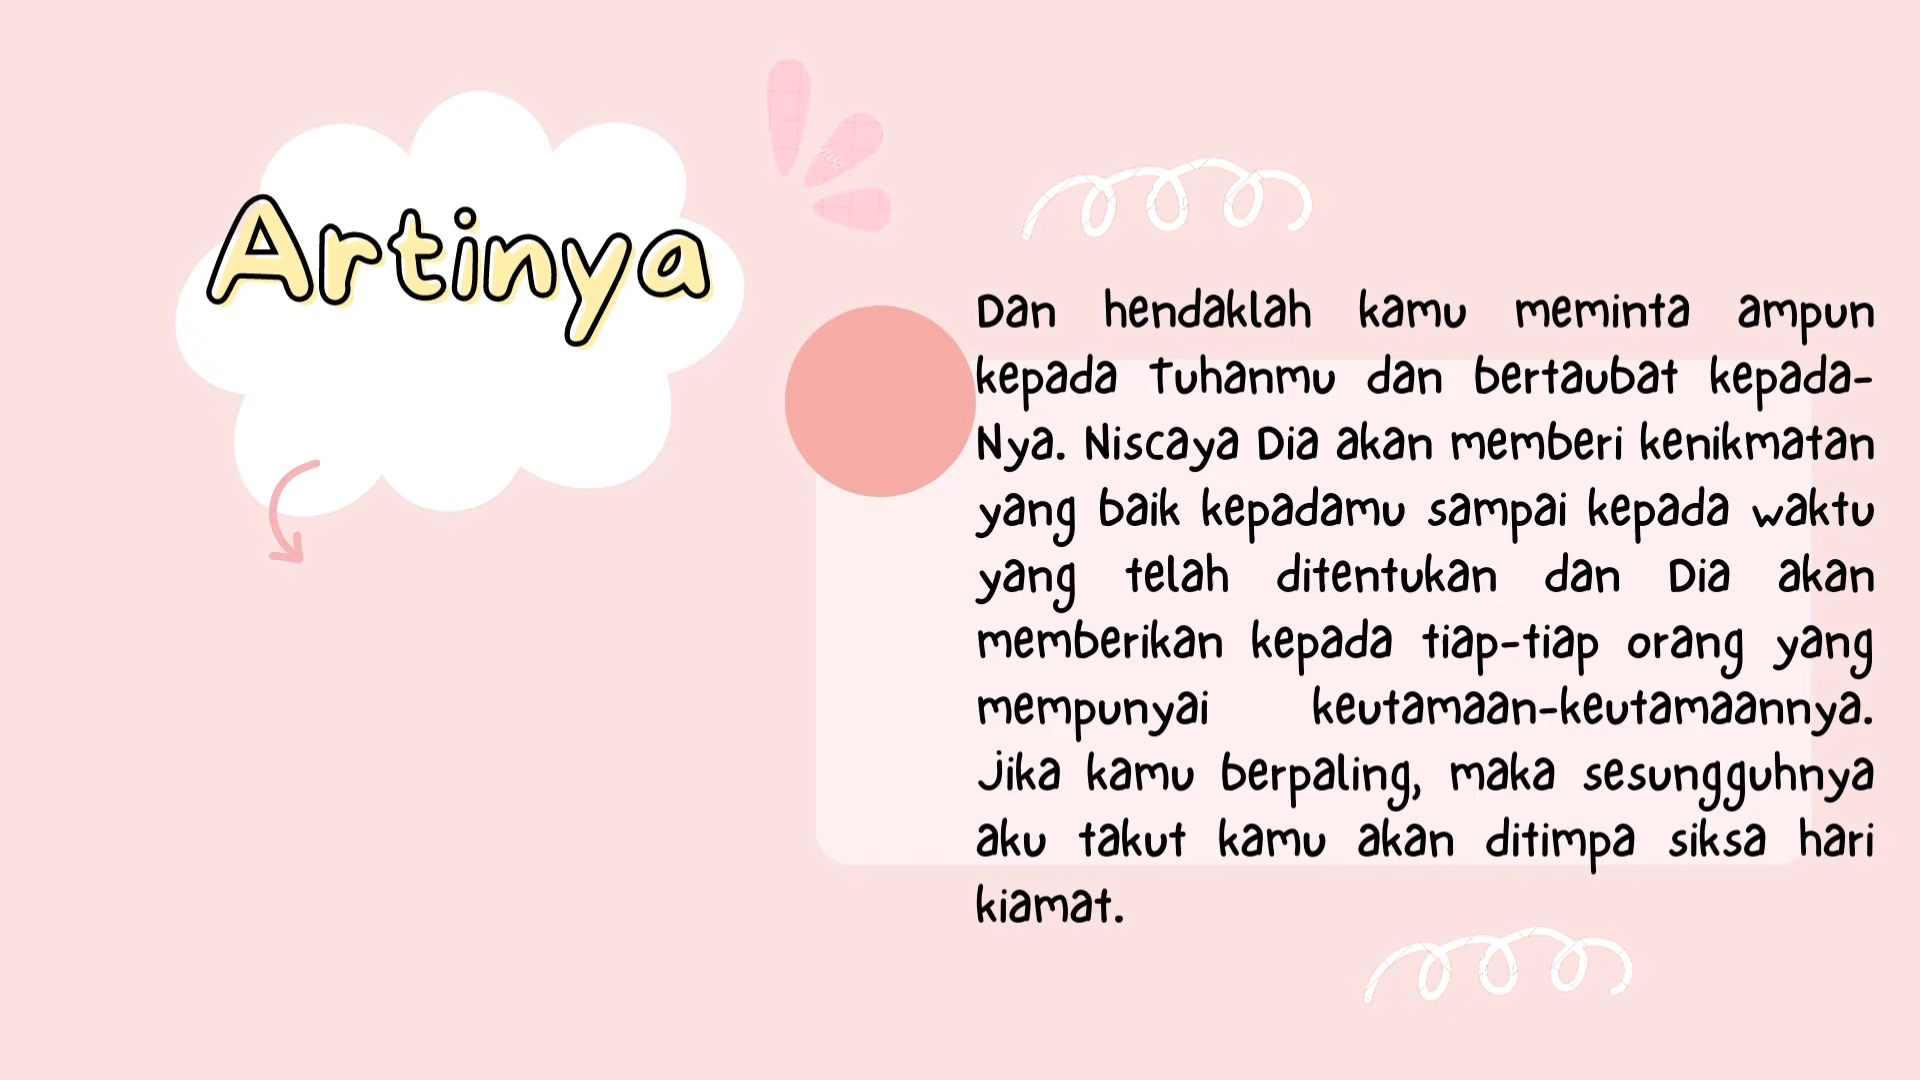 Artinya
Dan hendaklah kamu meminta ampun
kepada Tuhanmu dan bertaubat kepada-
Nya. Niscaya Dia akan memberi kenikmatan
yang baik kepadamu sampai kepada waktu
yang telah ditentukan dan Dia akan
memberikan kepada tiap-tiap orang yang
mempunyai keutamaan-keutamaannya.
Jika kamu berpaling, maka sesungguhnya
aku takut kamu akan ditimpa siksa hari
kiamat.